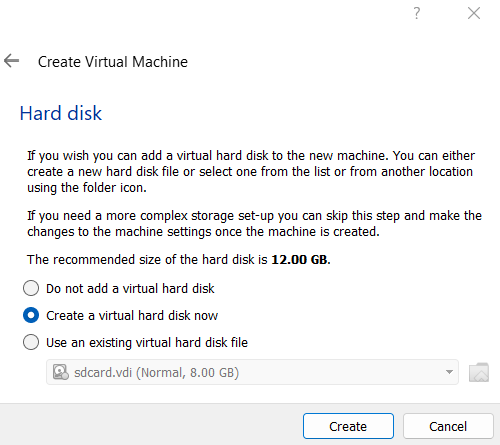 ?
Create Virtual Machine
Hard disk
If you wish you can add a virtual hard disk to the new machine. You can either
create a new hard disk file or select one from the list or from another location
using the folder icon.
If you need a more complex storage set-up you can skip this step and make the
changes to the machine settings once the machine is created.
The recommended size of the hard disk is 12.00 GB.
Do not add a virtual hard disk
Create a virtual hard disk now
Use an existing virtual hard disk file
sdcard.vdi (Normal, 8.00 GB)
Create Cancel